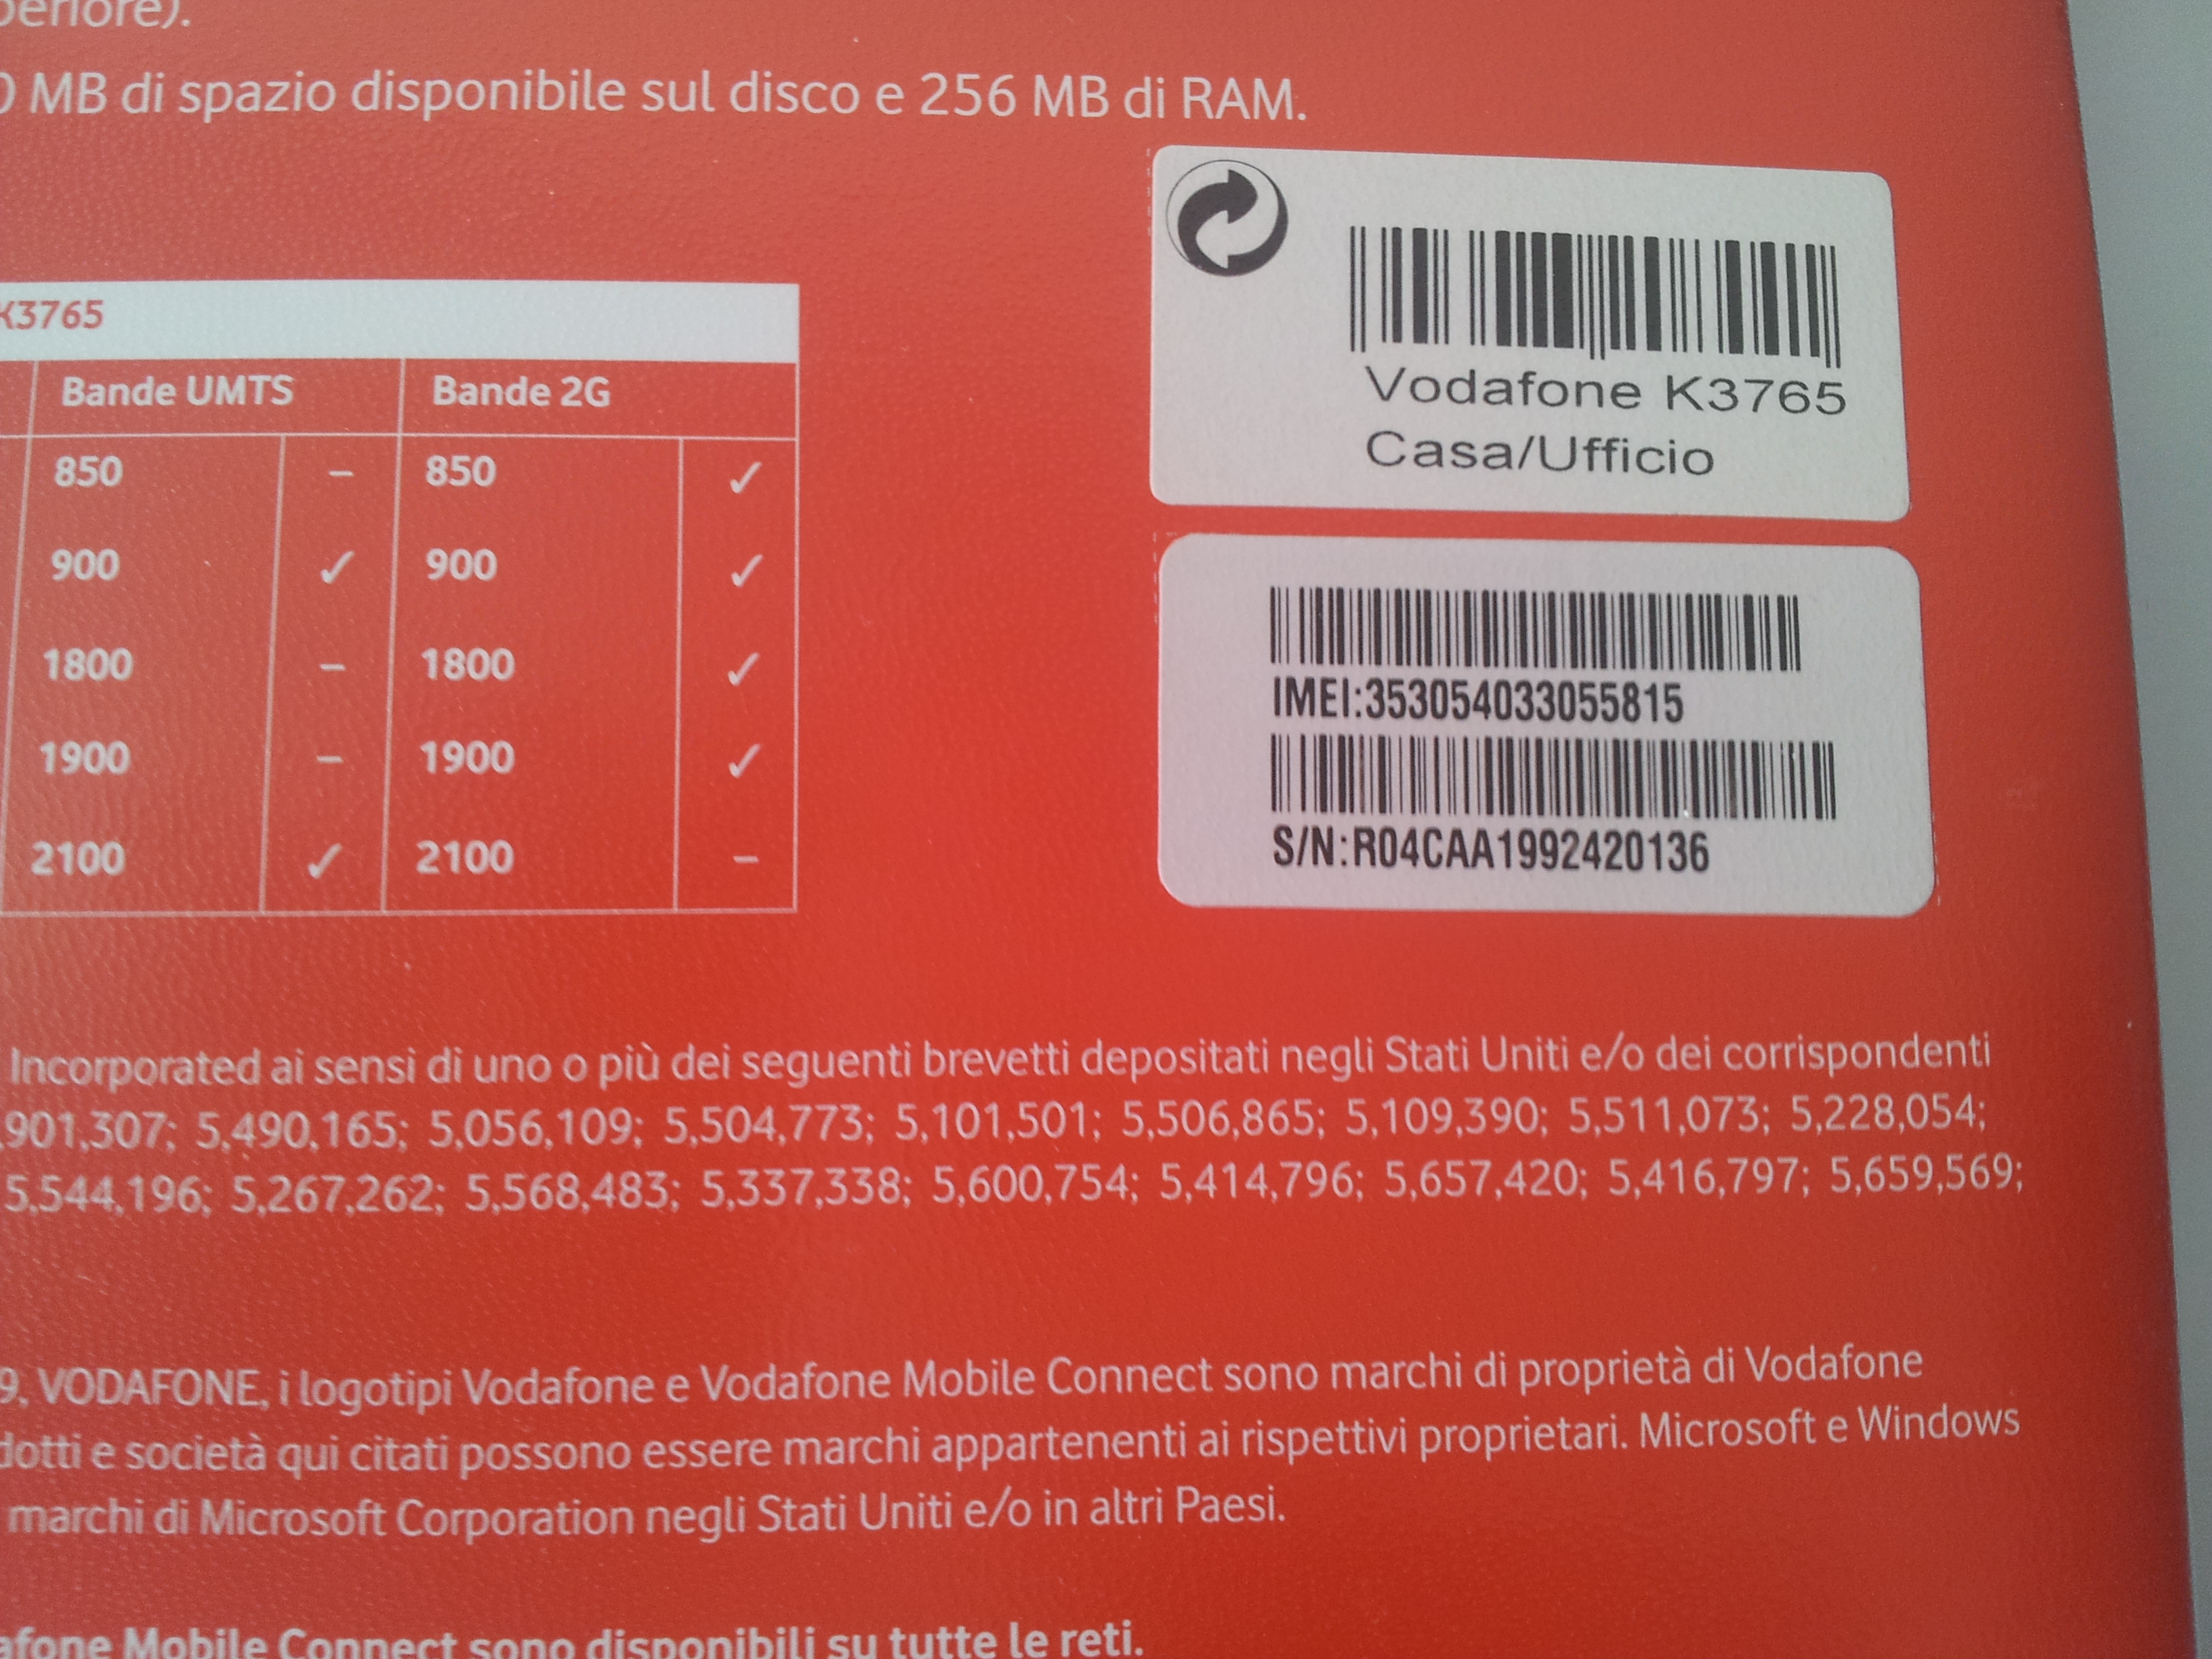 0 MB di spazio disponibile sul disco e 256 MB di RAM.
K3765
Bande UMTS Bande 2G
850 – 850 ✓
900 ✓ 900 ✓
1800 – 1800 ✓
1900 – 1900 ✓
2100 ✓ 2100 –
Vodafone K3765
Casa/Ufficio
IMEI:353054033055815
S/N:R04CAA1992420136
Incorporated ai sensi di uno o più dei seguenti brevetti depositati negli Stati Uniti e/o dei corrispondenti
,901,307; 5,490,165; 5,056,109; 5,504,773; 5,101,501; 5,506,865; 5,109,390; 5,511,073; 5,228,054;
5,544,196; 5,267,262; 5,568,483; 5,337,338; 5,600,754; 5,414,796; 5,657,420; 5,416,797; 5,659,569;
9, VODAFONE, i logotipi Vodafone e Vodafone Mobile Connect sono marchi di proprietà di Vodafone
dotti e società qui citati possono essere marchi appartenenti ai rispettivi proprietari. Microsoft e Windows
marchi di Microsoft Corporation negli Stati Uniti e/o in altri Paesi.
afone Mobile Connect sono disponibili su tutte le reti.